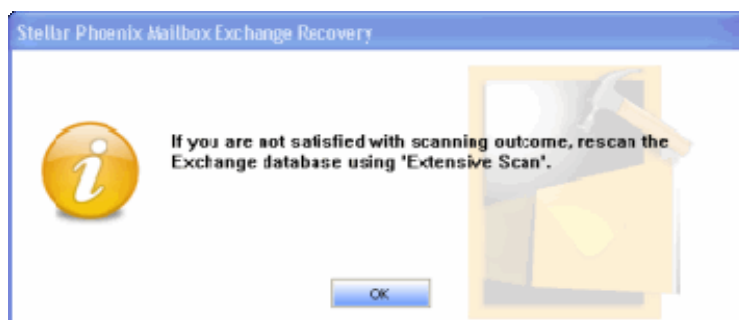 Stellar Phoenix Mailbox Exchange Recovery
If you are not satisfied with scanning outcome, rescan the
Exchange database using 'Extensive Scan'.
OK